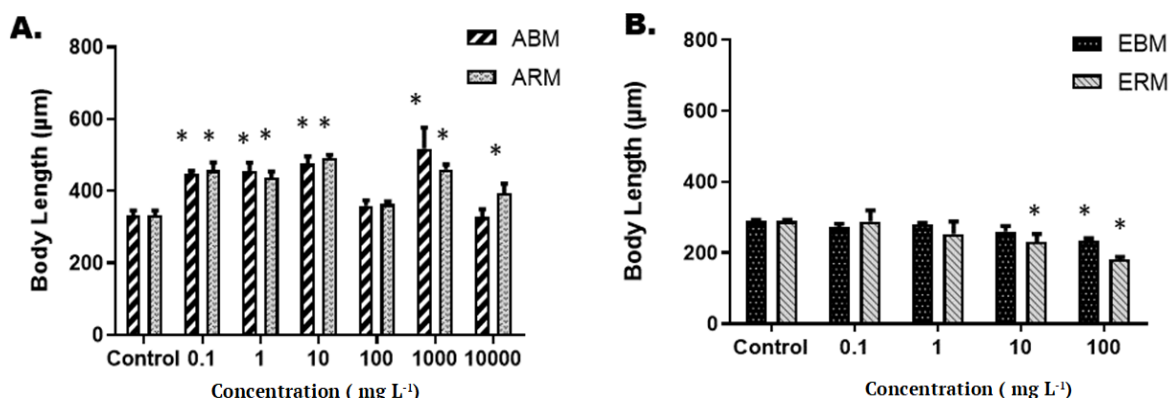 A.
800
600
400
200
0
Body Length (µm)
ABM
ARM
* * * * * * * * *
Control 0.1 1 10 100 1000 10000
Concentration ( mg L-1)
B.
800
600
400
200
0
Body Length (µm)
EBM
ERM
* * *
Control 0.1 1 10 100
Concentration ( mg L-1)